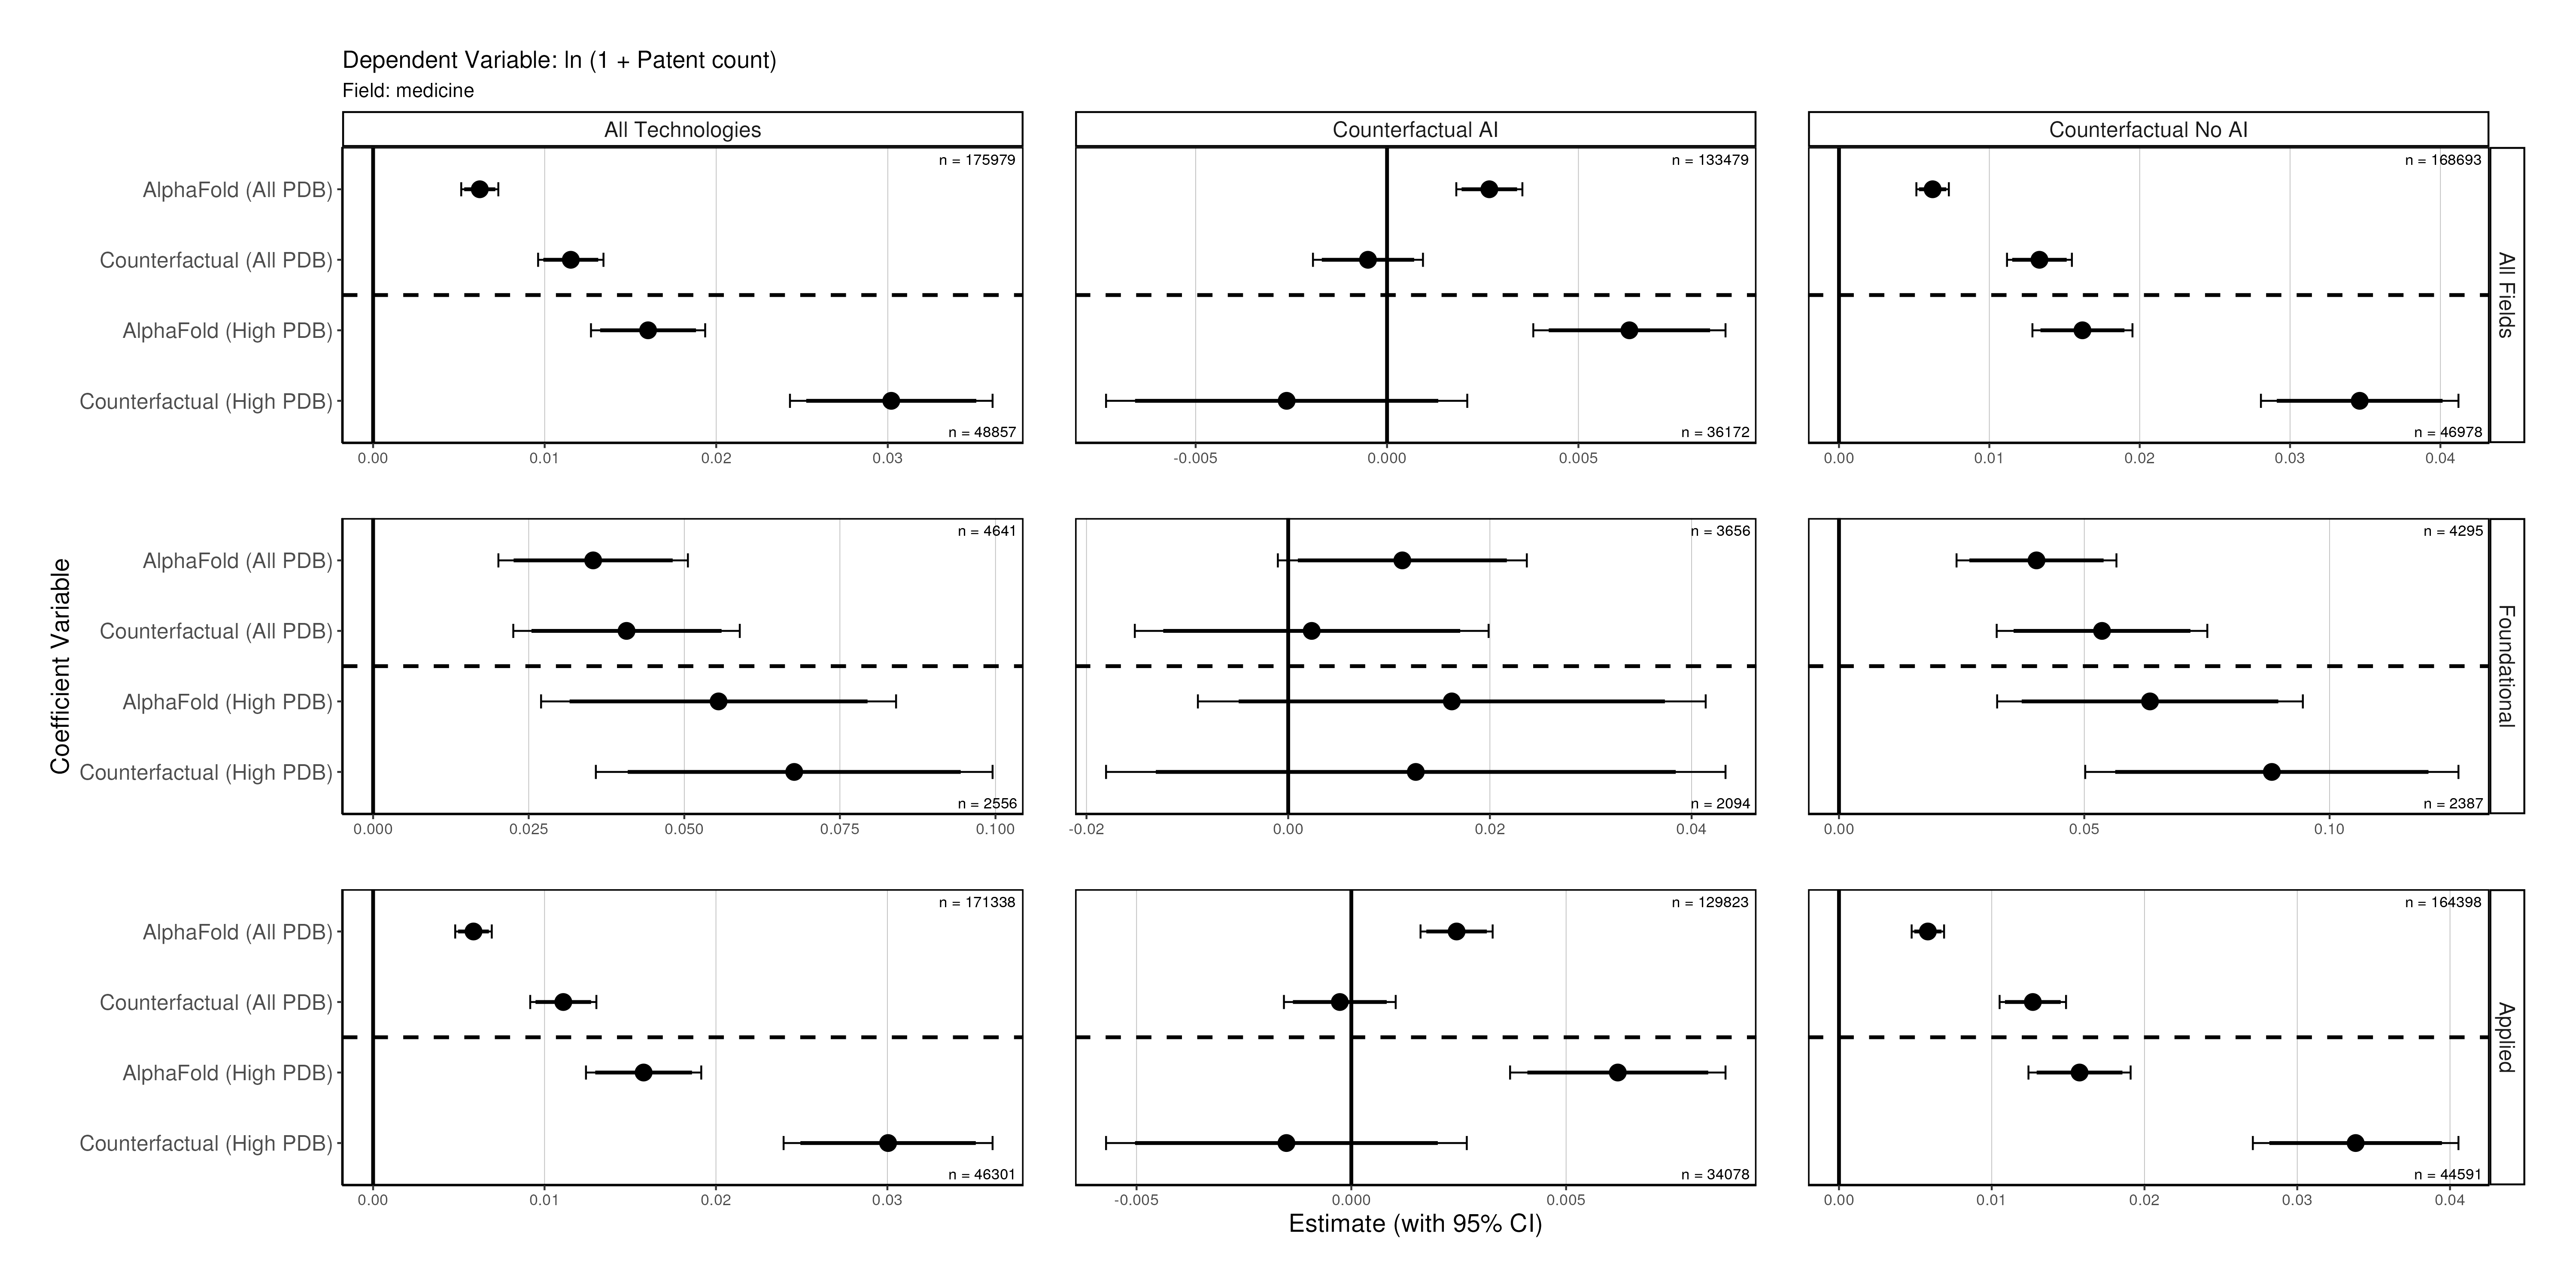 Dependent Variable: ln (1 + Patent count)
Field: medicine
All Technologies
Counterfactual AI
Counterfactual No AI
AlphaFold (All PDB)
Counterfactual (All PDB)
AlphaFold (High PDB)
Counterfactual (High PDB)
n = 175979
n = 48857
n = 133479
n = 36172
n = 168693
n = 46978
All Fields
0.00 0.01 0.02 0.03
-0.005 0.000 0.005
0.00 0.01 0.02 0.03 0.04
Coefficient Variable
AlphaFold (All PDB)
Counterfactual (All PDB)
AlphaFold (High PDB)
Counterfactual (High PDB)
n = 4641
n = 2556
n = 3656
n = 2094
n = 4295
n = 2387
Foundational
0.000 0.025 0.050 0.075 0.100
-0.02 0.00 0.02 0.04
0.00 0.05 0.10
AlphaFold (All PDB)
Counterfactual (All PDB)
AlphaFold (High PDB)
Counterfactual (High PDB)
n = 171338
n = 46301
n = 129823
n = 34078
n = 164398
n = 44591
Applied
0.00 0.01 0.02 0.03
-0.005 0.000 0.005
0.00 0.01 0.02 0.03 0.04
Estimate (with 95% CI)